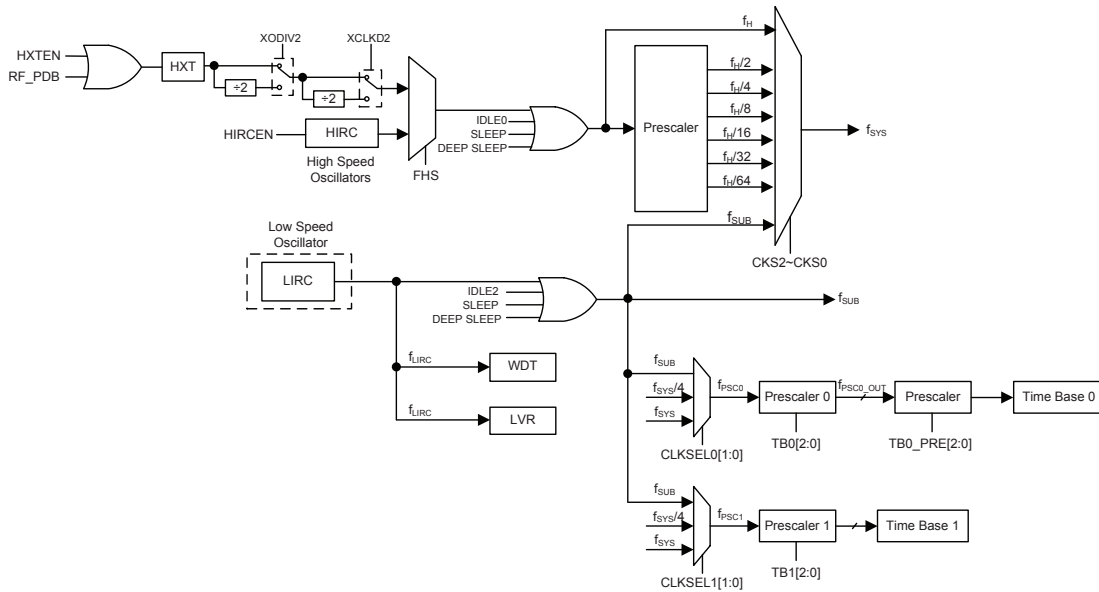 XODIV2
XCLKD2
HXTEN
RF_PDB
HXT
÷2
÷2
HIRCEN
HIRC
High Speed
Oscillators
FHS
IDLE0
SLEEP
DEEP SLEEP
Prescaler
fH
fH/2
fH/4
fH/8
fH/16
fH/32
fH/64
fSUB
fSYS
CKS2~CKS0
Low Speed
Oscillator
LIRC
IDLE2
SLEEP
DEEP SLEEP
fSUB
fLIRC
WDT
fLIRC
LVR
fSUB
fSYS/4
fSYS
CLKSEL0[1:0]
fPSC0
Prescaler 0
TB0[2:0]
fPSC0_OUT
Prescaler
TB0_PRE[2:0]
Time Base 0
fSUB
fSYS/4
fSYS
CLKSEL1[1:0]
fPSC1
Prescaler 1
TB1[2:0]
Time Base 1